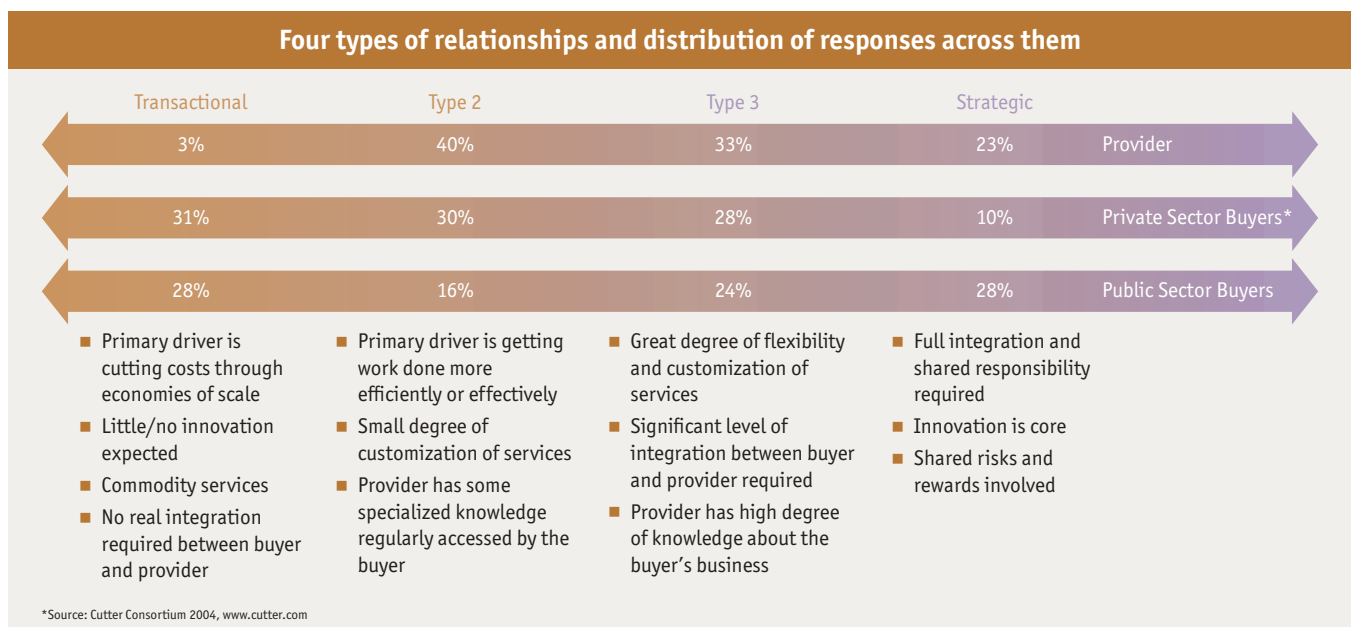 Four types of relationships and distribution of responses across them
Transactional Type 2 Type 3 Strategic
3% 40% 33% 23% Provider
31% 30% 28% 10% Private Sector Buyers*
28% 16% 24% 28% Public Sector Buyers
■ Primary driver is
cutting costs through
economies of scale
■ Little/no innovation
expected
■ Commodity services
■ No real integration
required between buyer
and provider
■ Primary driver is getting
work done more
efficiently or effectively
■ Small degree of
customization of services
■ Provider has some
specialized knowledge
regularly accessed by the
buyer
■ Great degree of flexibility
and customization of
services
■ Significant level of
integration between buyer
and provider required
■ Provider has high degree
of knowledge about the
buyer’s business
■ Full integration and
shared responsibility
required
■ Innovation is core
■ Shared risks and
rewards involved
*Source: Cutter Consortium 2004, www.cutter.com